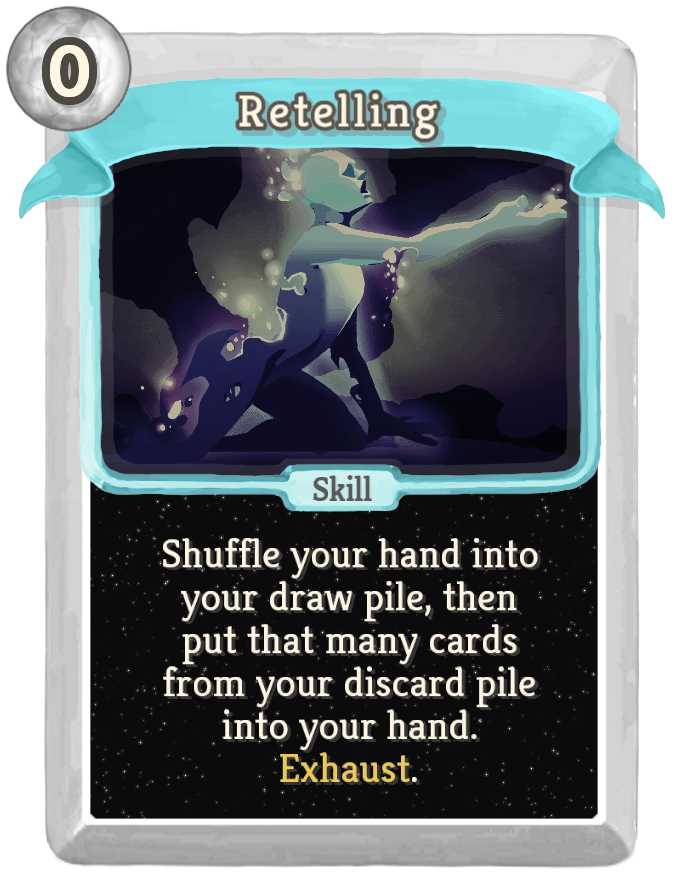 0
Retelling
Skill
Shuffle your hand into
your draw pile, then
put that many cards
from your discard pile
into your hand.
Exhaust.